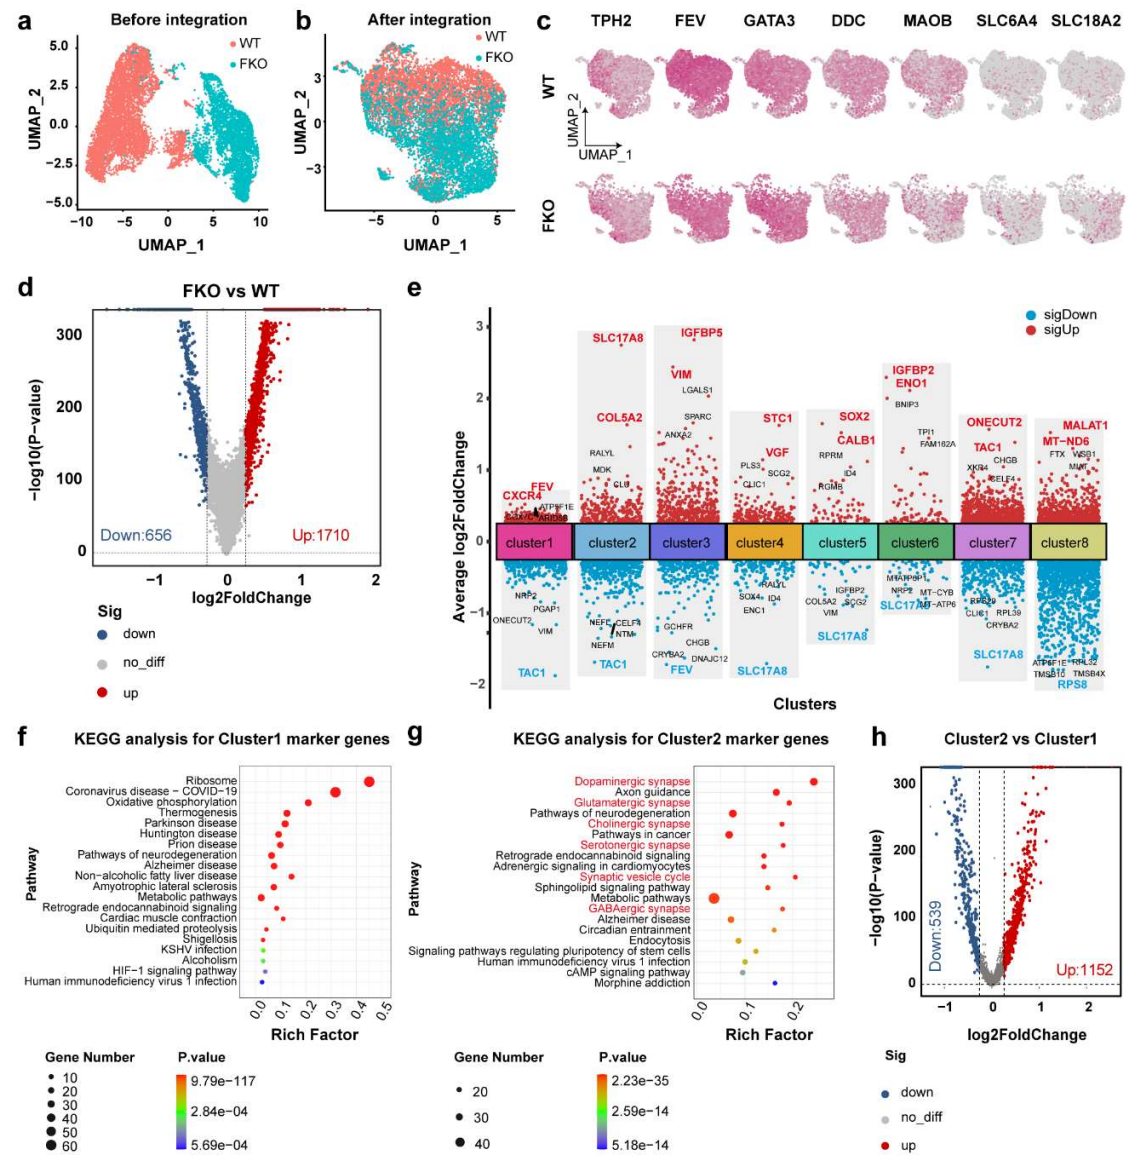 a
Before integration
WT
FKO
5.0
2.5
0.0
−2.5
−5.0
UMAP_2
−10
−5
0
5
10
UMAP_1
b
After integration
WT
FKO
3
0
−3
UMAP_2
−5
0
5
UMAP_1
c
TPH2 FEV GATA3 DDC MAOB SLC6A4 SLC18A2
WT
UMAP_2
UMAP_1
FKO
d
FKO vs WT
300
200
100
0
−log10(P-value)
Down:656
Up:1710
−1
0
1
2
log2FoldChange
Sig
down
no_diff
up
e
sigDown
sigUp
3
2
1
0
−1
−2
Average log2FoldChange
FEV
CXCR4
ATP5F1E
SLC17A8
COL5A2
RALYL
MDK
CLU
IGFBP5
VIM
LGALS1
SPARC
ANXA2
STC1
VGF
PLS3
SCG2
CLIC1
SOX2
CALB1
RPRM
ID4
RGMB
IGFBP2
ENO1
BNIP3
TPI1
FAM162A
ONECUT2
TAC1
CHGB
XKR4
CELF4
MALAT1
MT−ND6
FTX
WSB1
MIAT
cluster1
cluster2
cluster3
cluster4
cluster5
cluster6
cluster7
cluster8
NRP2
PGAP1
ONECUT2
VIM
TAC1
NEFL
CELF4
NTM
NEFM
TAC1
GCHFR
CHGB
CRYBA2
DNAJC12
FEV
RALYL
SOX4
ID4
ENC1
SLC17A8
IGFBP2
COL5A2
SCG2
VIM
SLC17A8
MTATP6P1
NRP2
MT−CYB
SLC17A8
MT−ATP6
RPS29
CLIC1
RPL39
CRYBA2
SLC17A8
ATP5F1E
RPL32
TMSB10
TMSB4X
RPS8
Clusters
f
KEGG analysis for Cluster1 marker genes
Pathway
Ribosome
Coronavirus disease − COVID−19
Oxidative phosphorylation
Thermogenesis
Parkinson disease
Huntington disease
Prion disease
Pathways of neurodegeneration
Alzheimer disease
Non−alcoholic fatty liver disease
Amyotrophic lateral sclerosis
Metabolic pathways
Retrograde endocannabinoid signaling
Cardiac muscle contraction
Ubiquitin mediated proteolysis
Shigellosis
KSHV infection
Alcoholism
HIF−1 signaling pathway
Human immunodeficiency virus 1 infection
0.0
0.1
0.2
0.3
0.4
0.5
Rich Factor
Gene Number
10
20
30
40
50
60
P.value
9.79e−117
2.84e−04
5.69e−04
g
KEGG analysis for Cluster2 marker genes
Pathway
Dopaminergic synapse
Axon guidance
Glutamatergic synapse
Pathways of neurodegeneration
Cholinergic synapse
Pathways in cancer
Serotonergic synapse
Retrograde endocannabinoid signaling
Adrenergic signaling in cardiomyocytes
Synaptic vesicle cycle
Sphingolipid signaling pathway
Metabolic pathways
GABAergic synapse
Alzheimer disease
Circadian entrainment
Endocytosis
Signaling pathways regulating pluripotency of stem cells
Human immunodeficiency virus 1 infection
cAMP signaling pathway
Morphine addiction
0.0
0.1
0.2
Rich Factor
Gene Number
20
30
40
P.value
2.23e−35
2.59e−14
5.18e−14
h
Cluster2 vs Cluster1
300
200
100
0
−log10(P-value)
Down:539
Up:1152
−1
0
1
2
log2FoldChange
Sig
down
no_diff
up